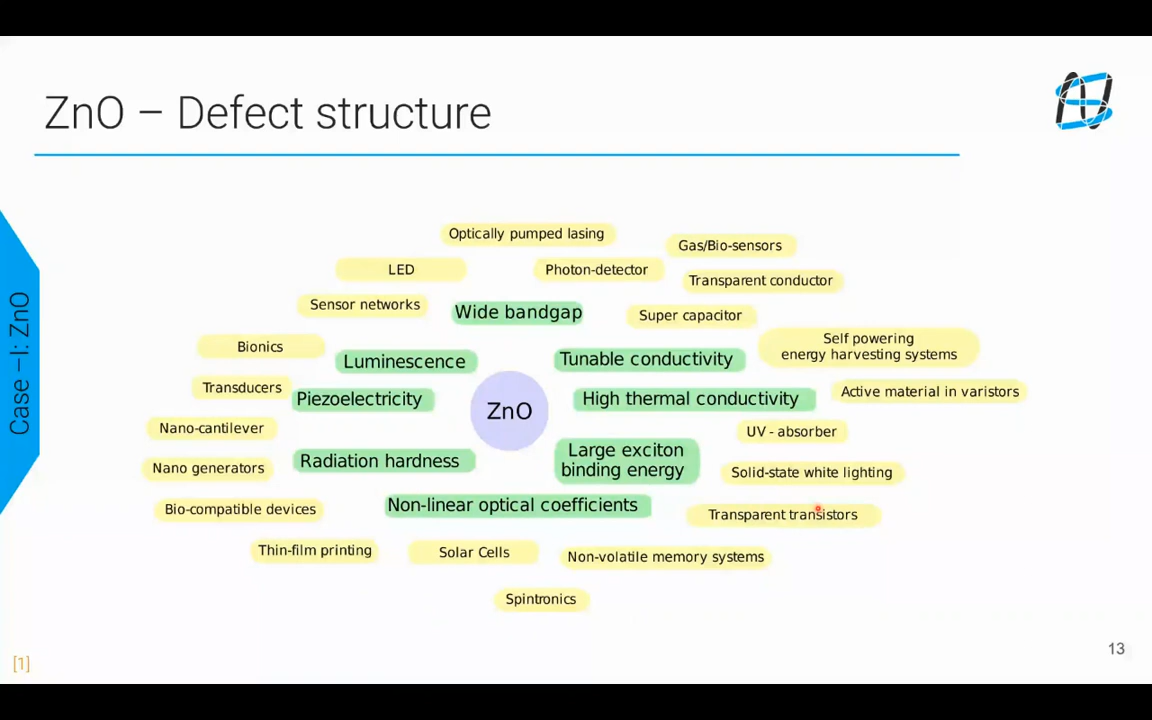 ZnO – Defect structure
Case –I: ZnO
Optically pumped lasing
Gas/Bio-sensors
LED
Photon-detector
Transparent conductor
Sensor networks
Wide bandgap
Super capacitor
Bionics
Luminescence
Tunable conductivity
Self powering
energy harvesting systems
Transducers
Piezoelectricity
ZnO
High thermal conductivity
Active material in varistors
Nano-cantilever
UV - absorber
Nano generators
Radiation hardness
Large exciton
binding energy
Solid-state white lighting
Bio-compatible devices
Non-linear optical coefficients
Transparent transistors
Thin-film printing
Solar Cells
Non-volatile memory systems
Spintronics
13
[1]